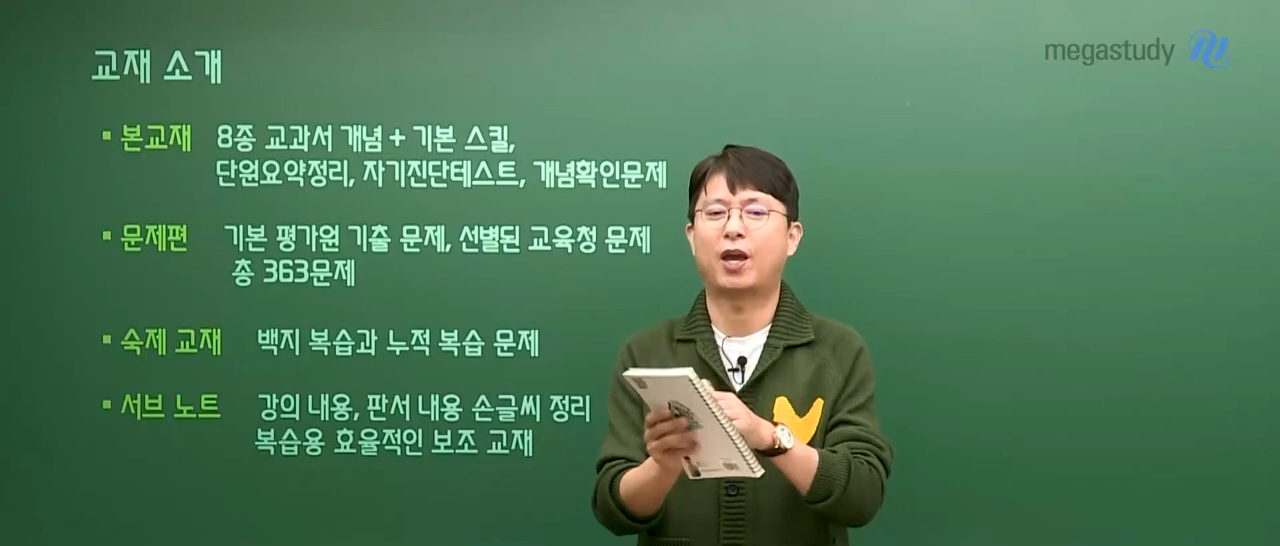 교재 소개
megastudy
▪ 본교재 8종 교과서 개념 + 기본 스킬,
단원요약정리, 자기진단테스트, 개념확인문제
▪ 문제편 기본 평가원 기출 문제, 선별된 교육청 문제
총 363문제
▪ 숙제 교재 백지 복습과 누적 복습 문제
▪ 서브 노트 강의 내용, 판서 내용 손글씨 정리
복습용 효율적인 보조 교재